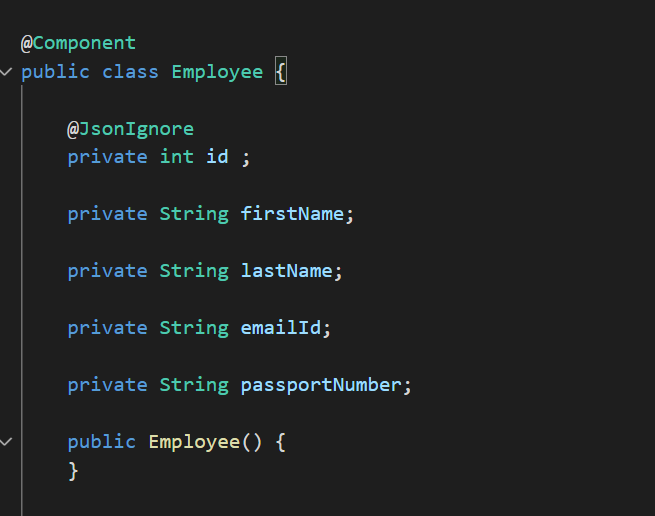 @Component
public class Employee {
@JsonIgnore
private int id ;
private String firstName;
private String lastName;
private String emailId;
private String passportNumber;
public Employee() {
}